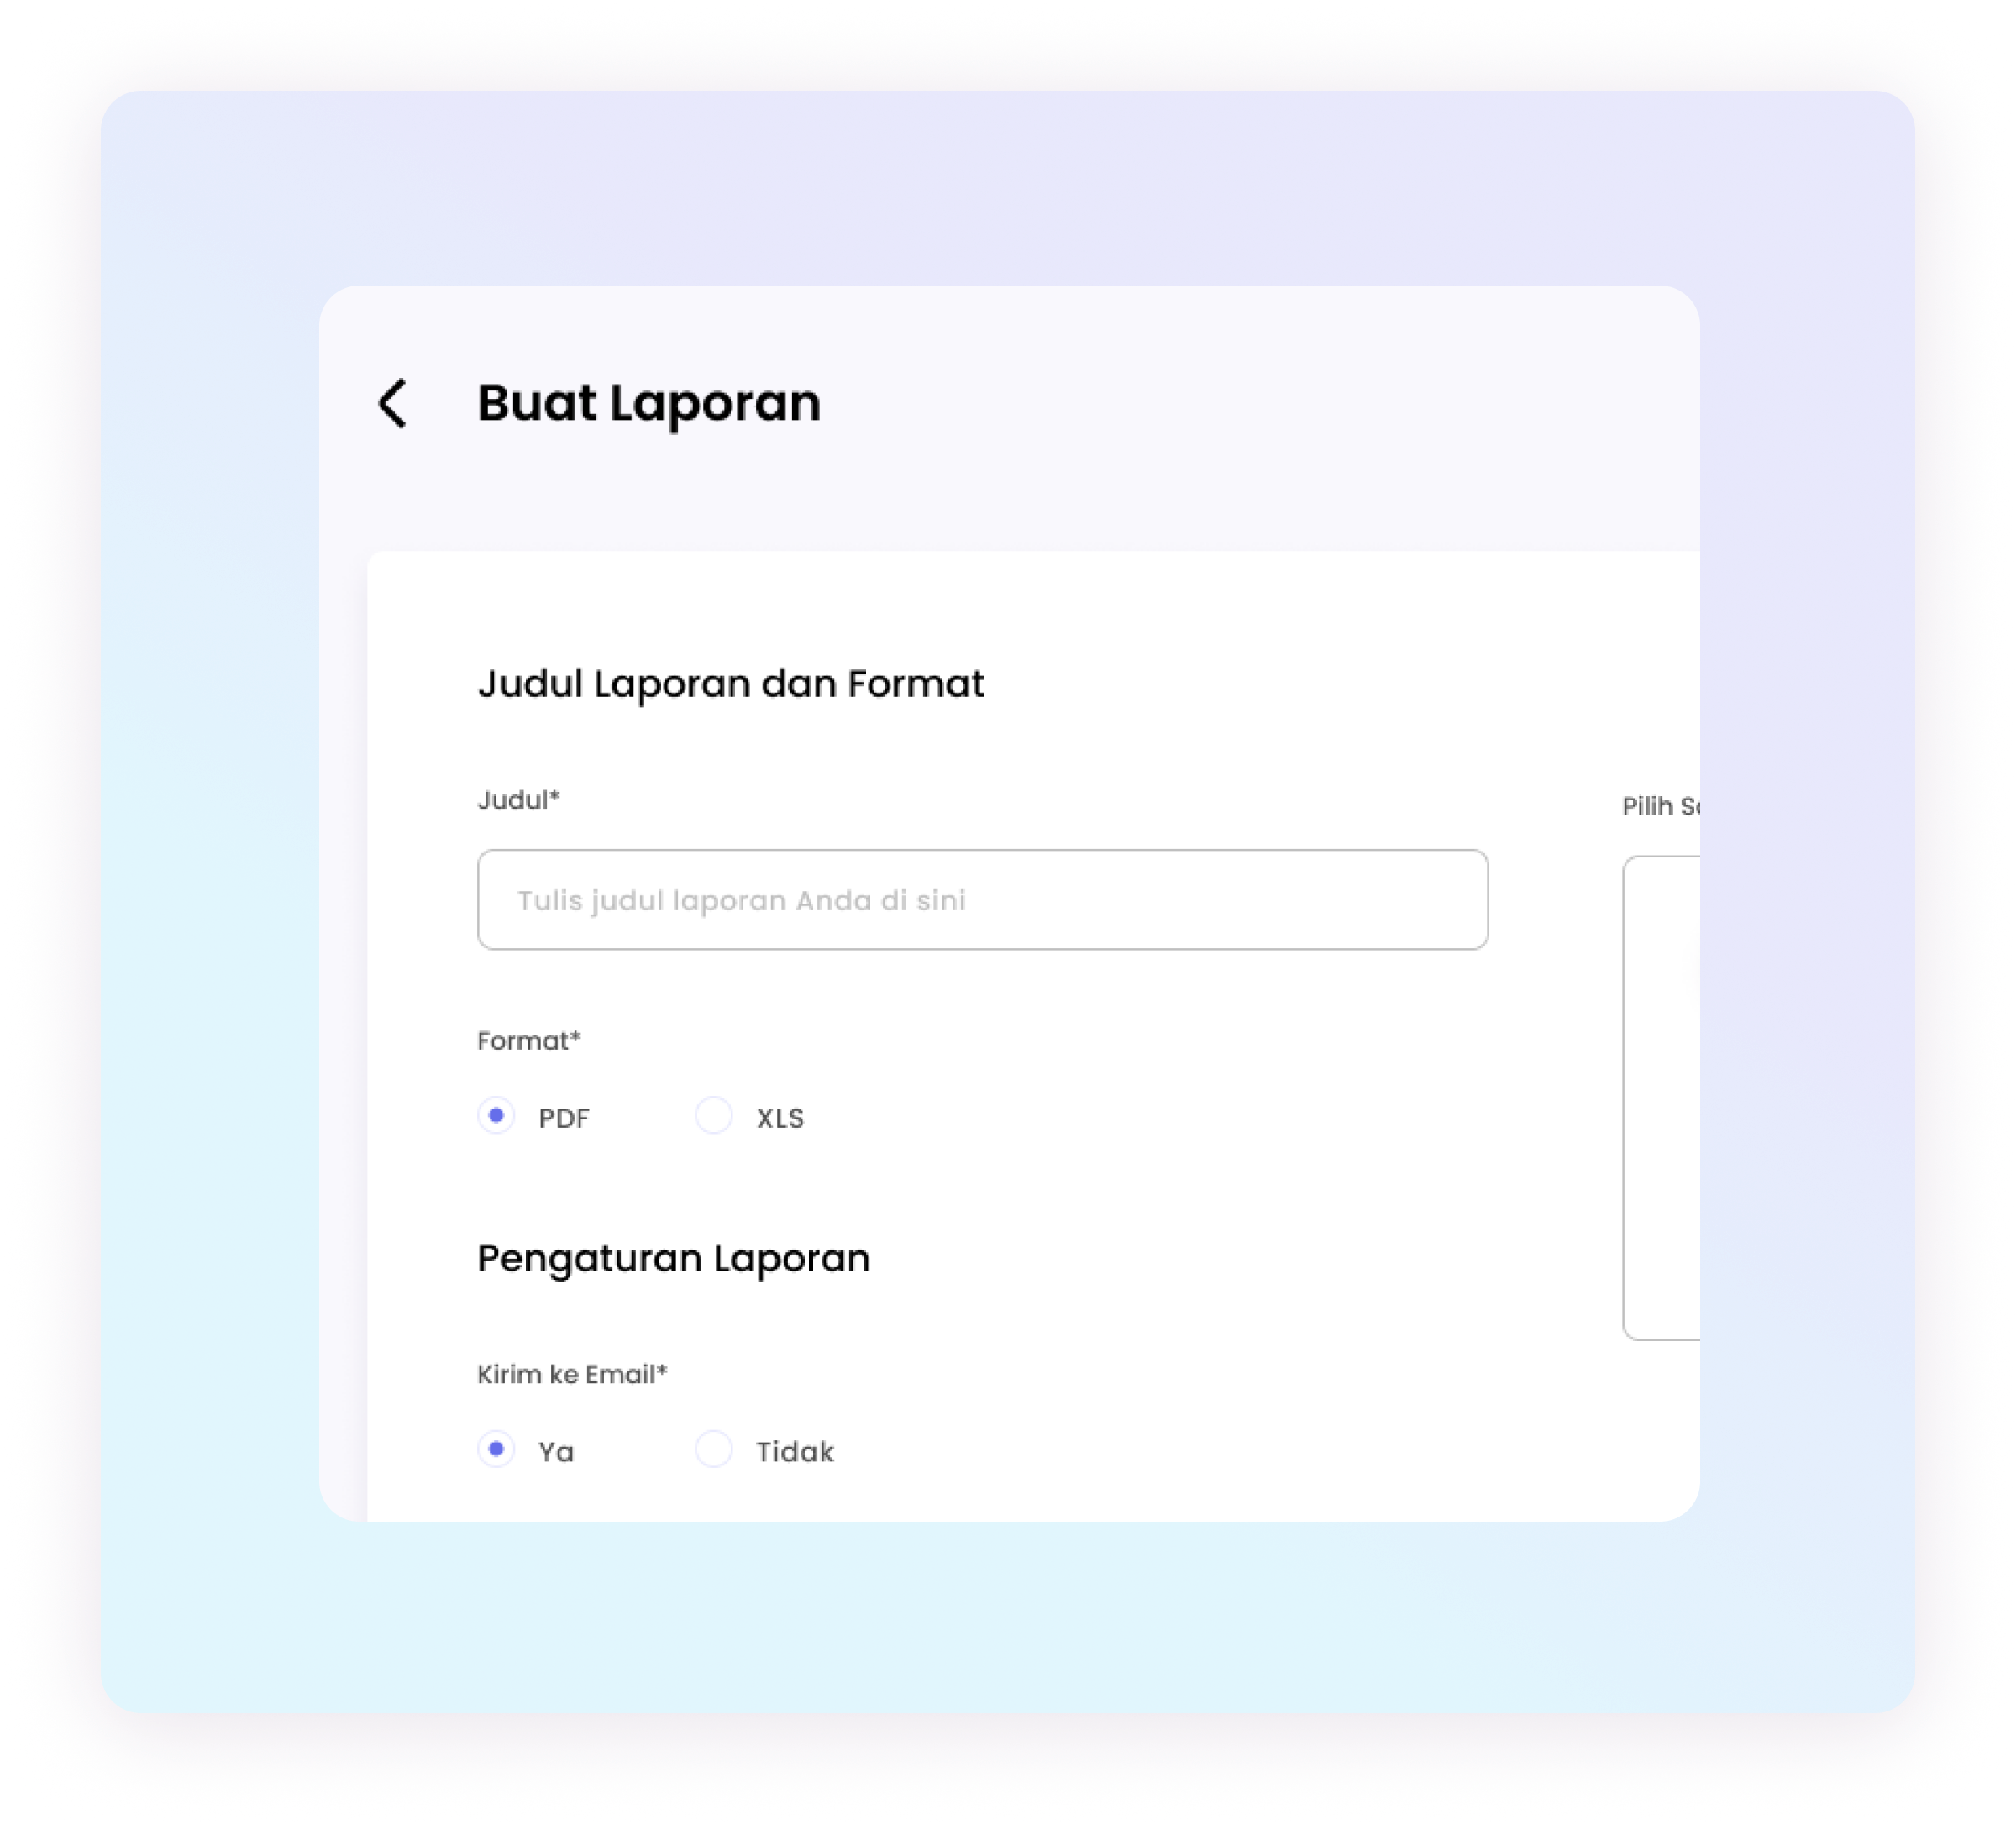 Buat Laporan
Judul Laporan dan Format
Judul*
Tulis judul laporan Anda di sini
Format*
PDF XLS
Pengaturan Laporan
Kirim ke Email*
Ya Tidak
Pilih